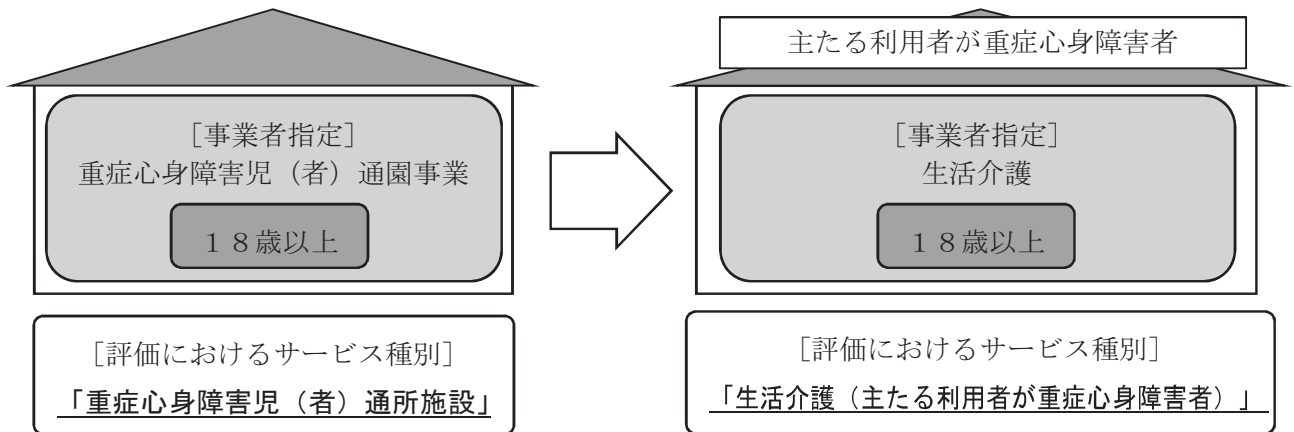 ［事業者指定］
重症心身障害児（者）通園事業
１８歳以上
［評価におけるサービス種別］
「重症心身障害児（者）通所施設」
主たる利用者が重症心身障害者
［事業者指定］
生活介護
１８歳以上
［評価におけるサービス種別］
「生活介護（主たる利用者が重症心身障害者）」